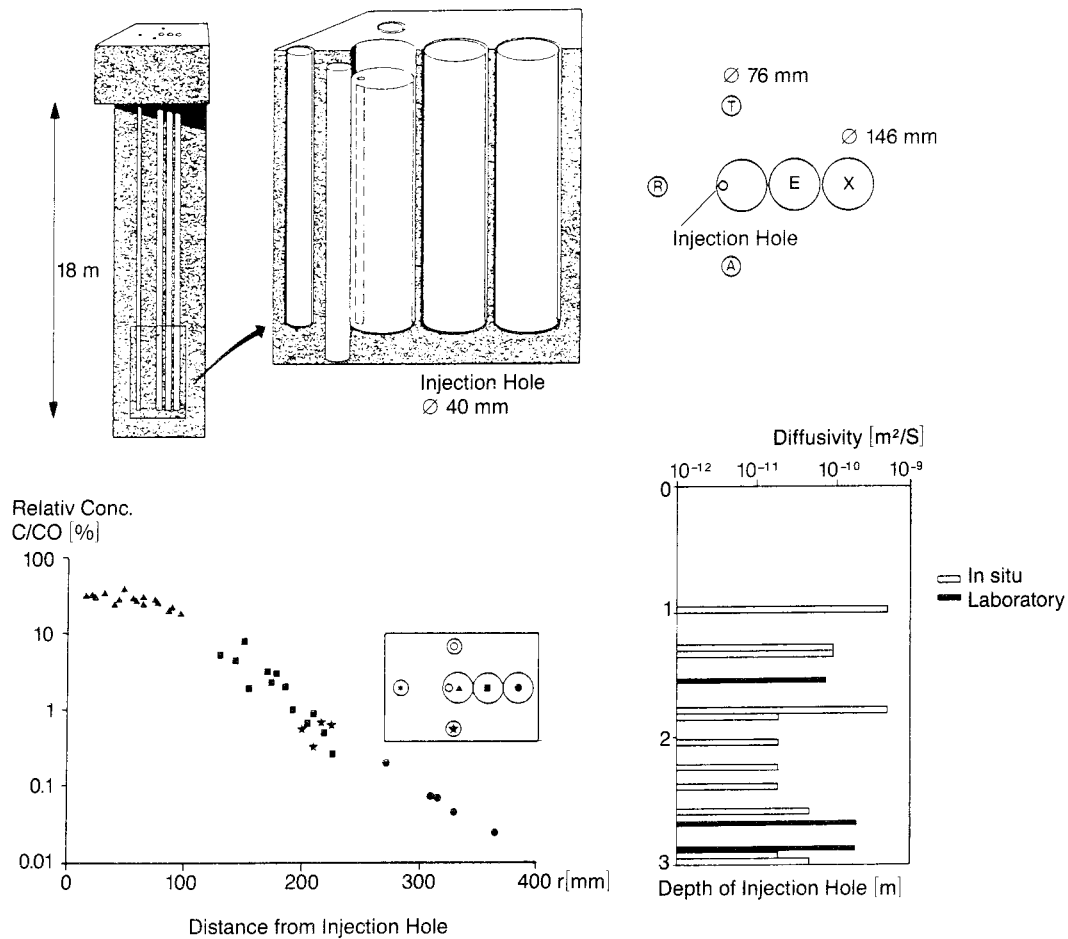 18 m
Injection Hole
∅ 40 mm
∅ 76 mm
T
∅ 146 mm
R
E
X
Injection Hole
A
Relativ Conc.
C/CO [%]
100
10
1
0.1
0.01
0
100
200
300
400
r[mm]
Distance from Injection Hole
Diffusivity [m²/S]
10⁻¹²
10⁻¹¹
10⁻¹⁰
10⁻⁹
0
1
2
3
In situ
Laboratory
Depth of Injection Hole [m]